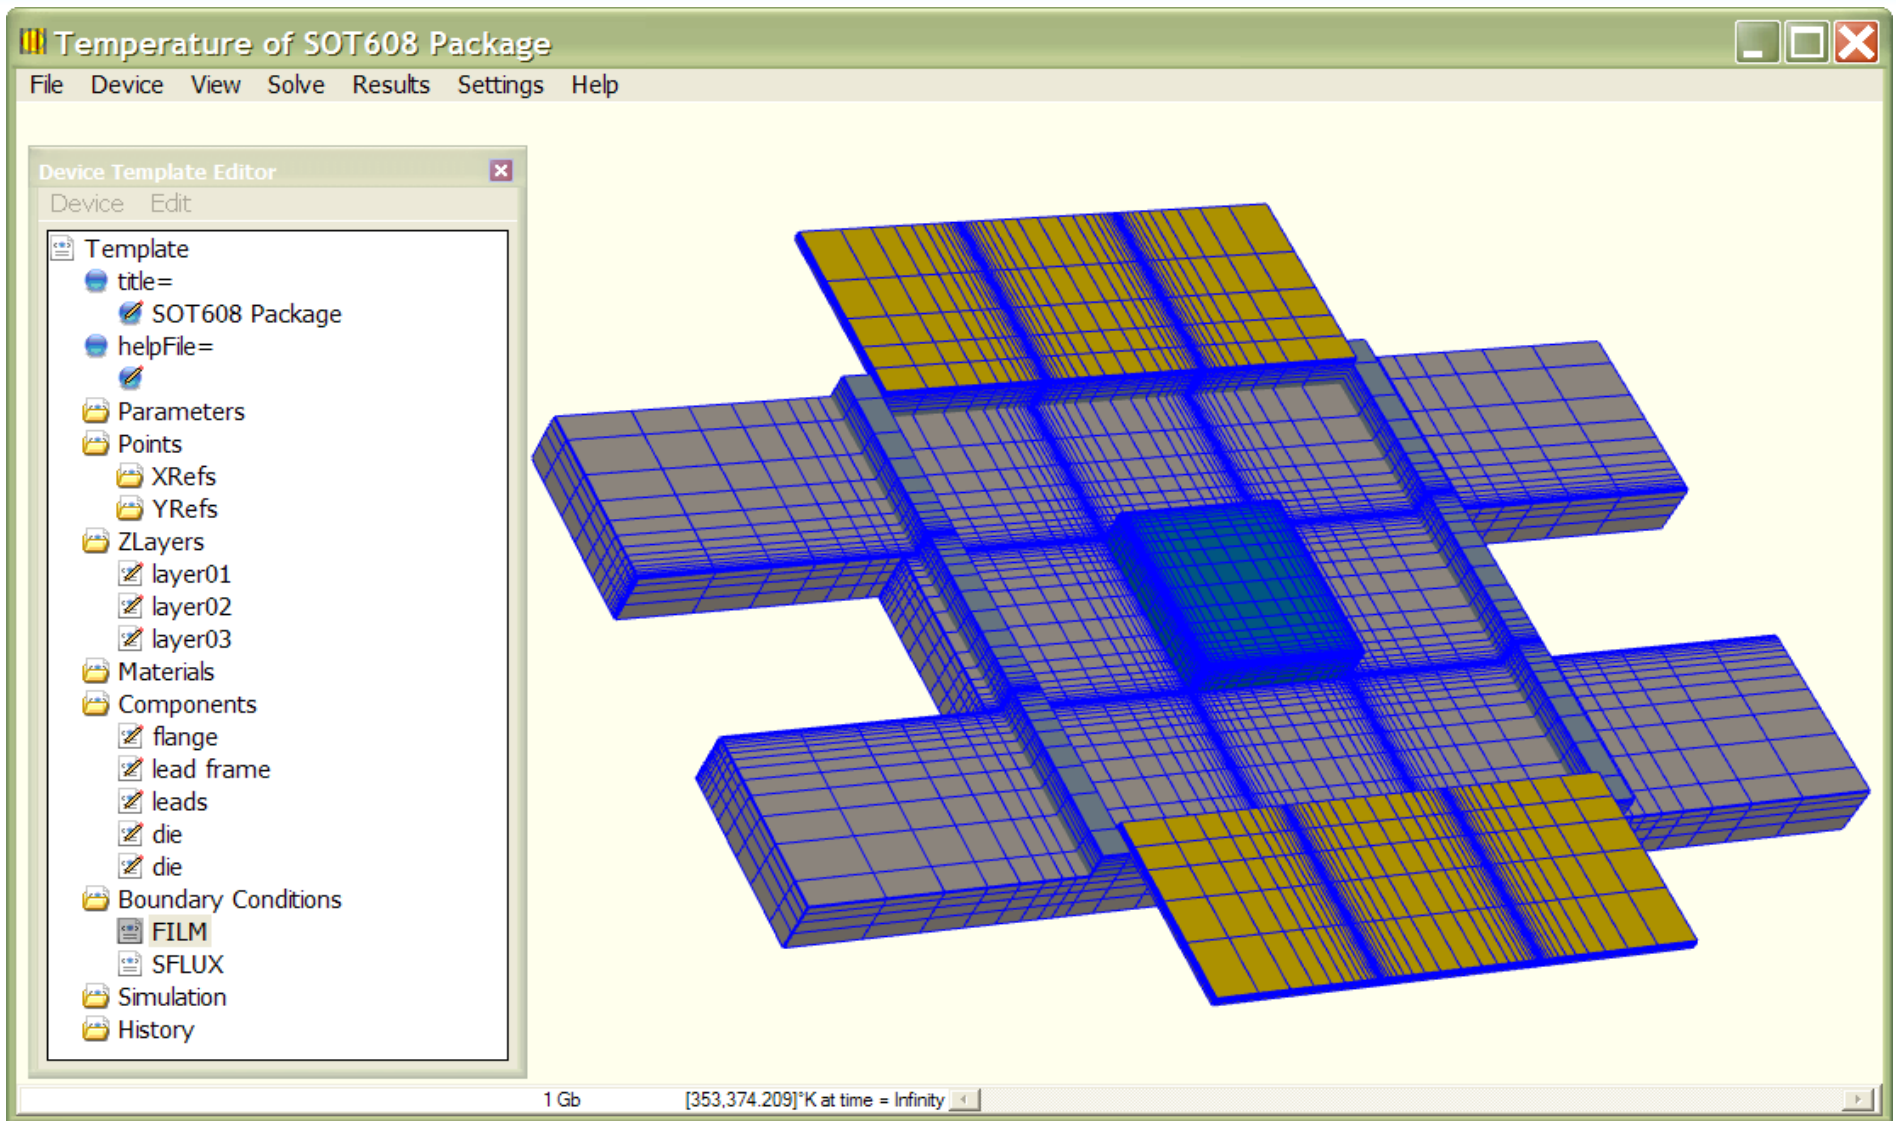 Temperature of SOT608 Package
File Device View Solve Results Settings Help
Device Template Editor
Device Edit
Template
title=
SOT608 Package
helpFile=
Parameters
Points
XRefs
YRefs
ZLayers
layer01
layer02
layer03
Materials
Components
flange
lead frame
leads
die
die
Boundary Conditions
FILM
SFLUX
Simulation
History
1 Gb [353,374.209]°K at time = Infinity